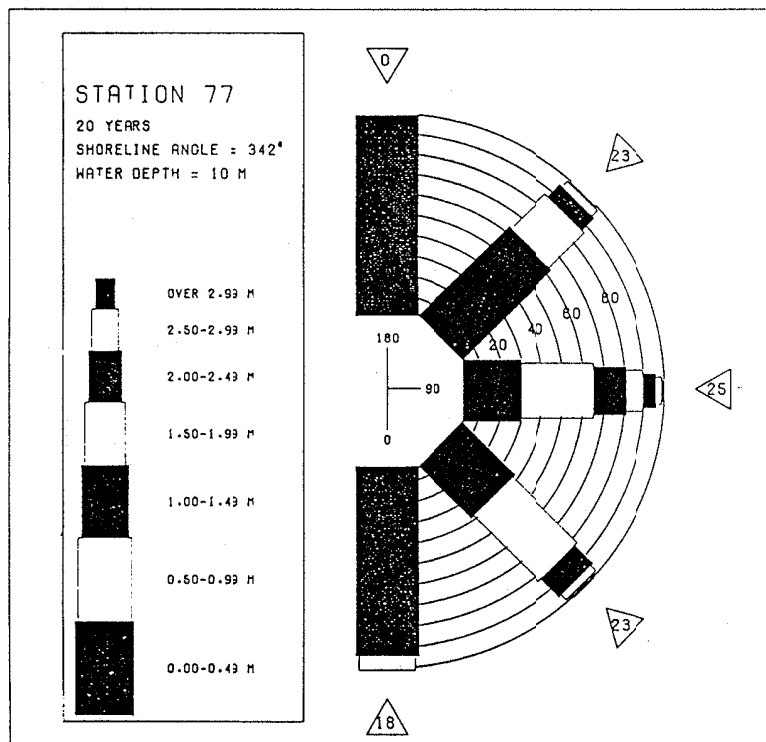 STATION 77
20 YEARS
SHORELINE ANGLE = 342°
WATER DEPTH = 10 M
OVER 2.99 M
2.50-2.99 M
2.00-2.49 M
1.50-1.99 M
1.00-1.49 M
0.50-0.99 M
0.00-0.49 M
0
23
20
40
60
80
180
90
0
25
23
18